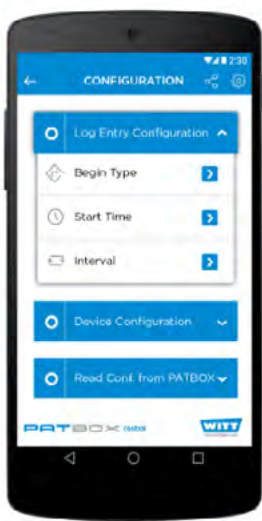 2:30
CONFIGURATION
Log Entry Configuration
Begin Type
Start Time
Interval
Device Configuration
Read Conf. from PATBOX
PATBOX control
WITT